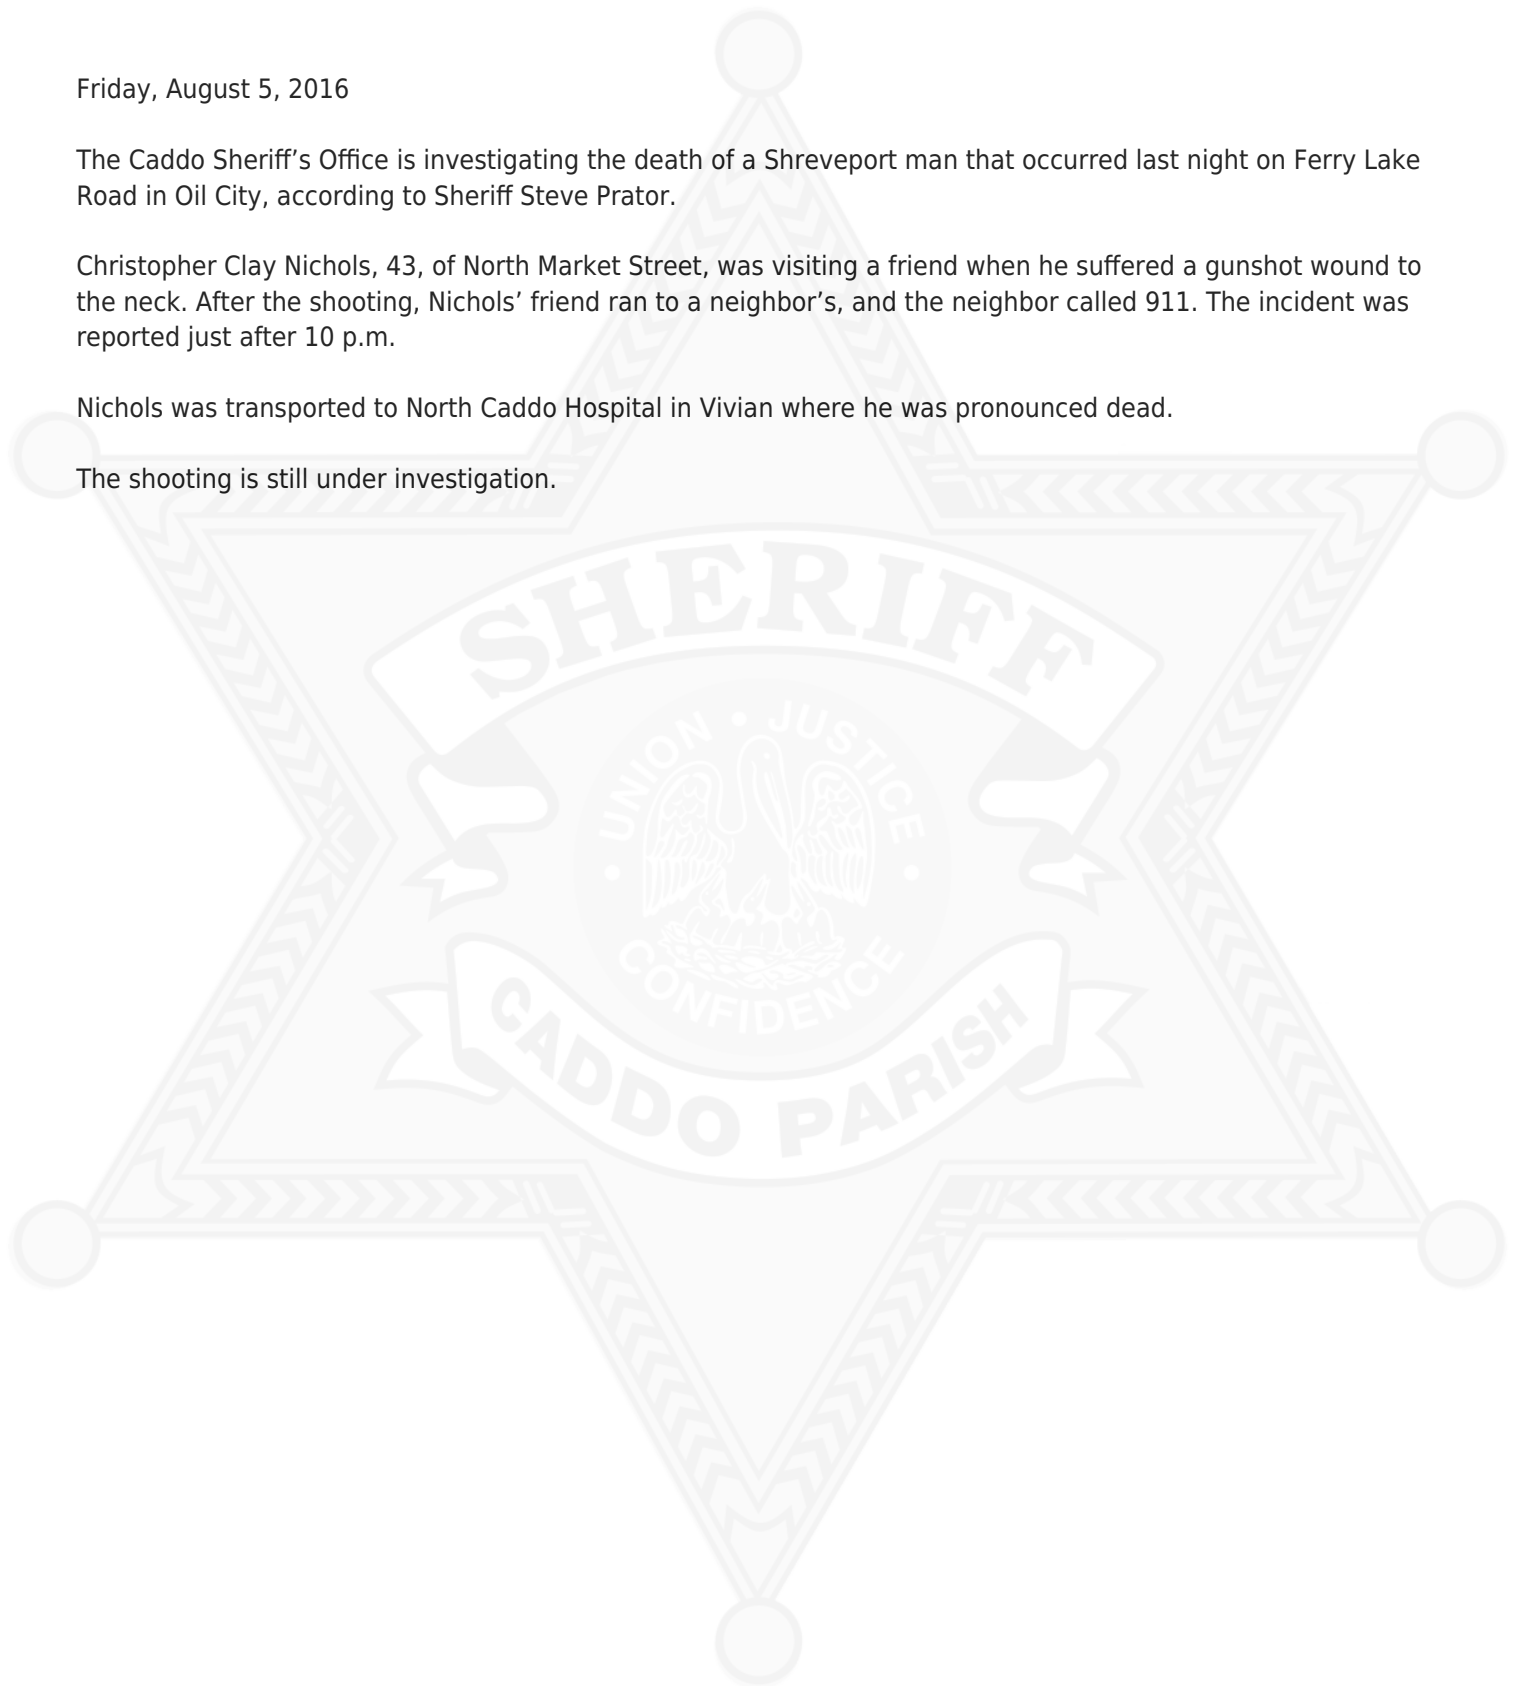 Friday, August 5, 2016
The Caddo Sheriff’s Office is investigating the death of a Shreveport man that occurred last night on Ferry Lake
Road in Oil City, according to Sheriff Steve Prator.
Christopher Clay Nichols, 43, of North Market Street, was visiting a friend when he suffered a gunshot wound to
the neck. After the shooting, Nichols’ friend ran to a neighbor’s, and the neighbor called 911. The incident was
reported just after 10 p.m.
Nichols was transported to North Caddo Hospital in Vivian where he was pronounced dead.
The shooting is still under investigation.
SHERIFF
UNION • JUSTICE •
CONFIDENCE •
CADDO PARISH